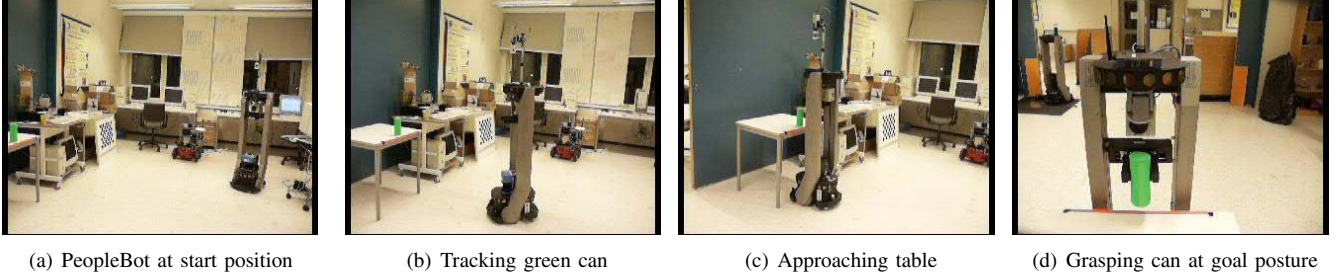 (a) PeopleBot at start position
(b) Tracking green can
(c) Approaching table
(d) Grasping can at goal posture